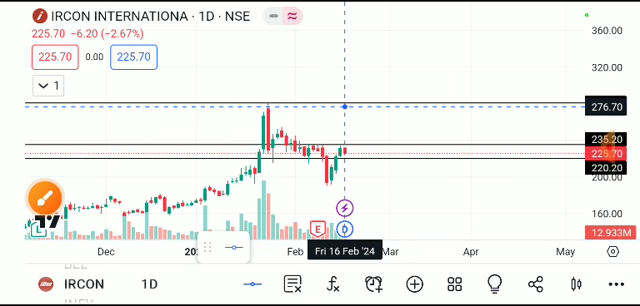 IRCON INTERNATIONA · 1D · NSE
225.70 −6.20 (−2.67%)
225.70 0.00 225.70
1
360.00
320.00
276.70
235.20
225.70
220.20
200.00
160.00
12.933M
E D
Dec Feb Fri 16 Feb '24 Mar Apr May
IRCON 1D